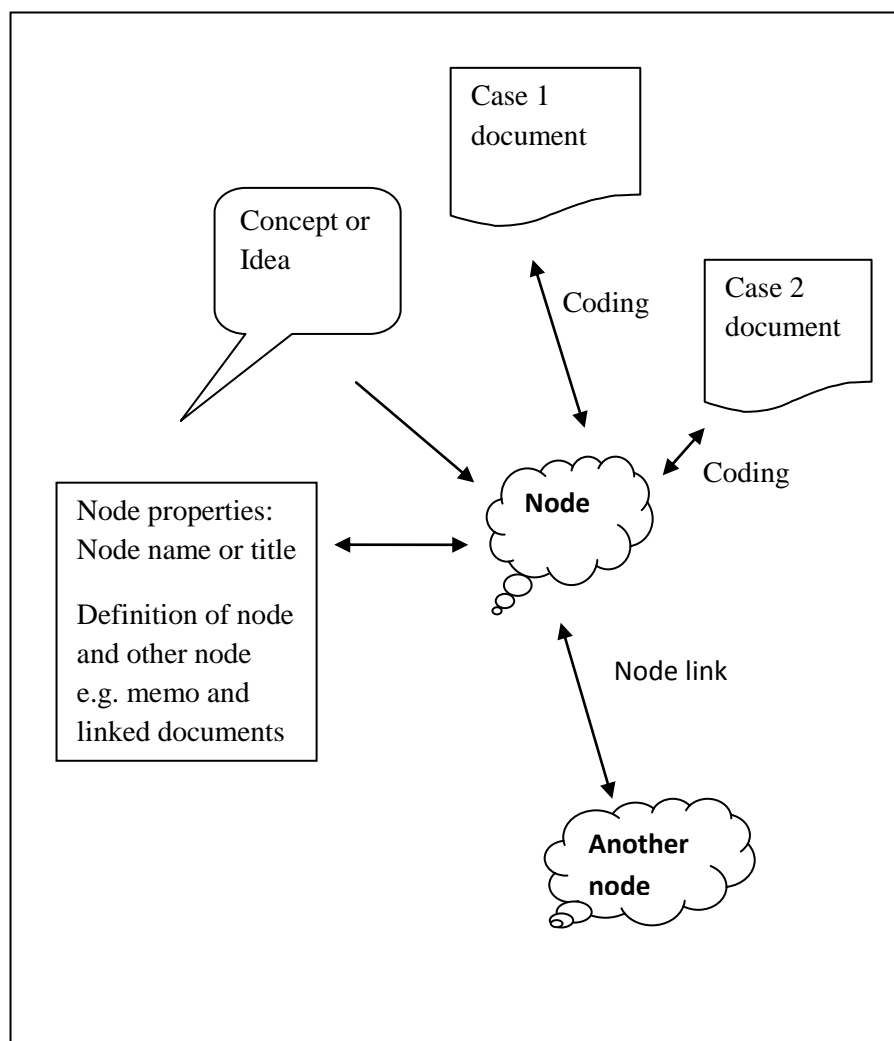 Case 1
document
Concept or
Idea
Coding
Case 2
document
Coding
Node
Node properties:
Node name or title
Definition of node
and other node
e.g. memo and
linked documents
Node link
Another
node